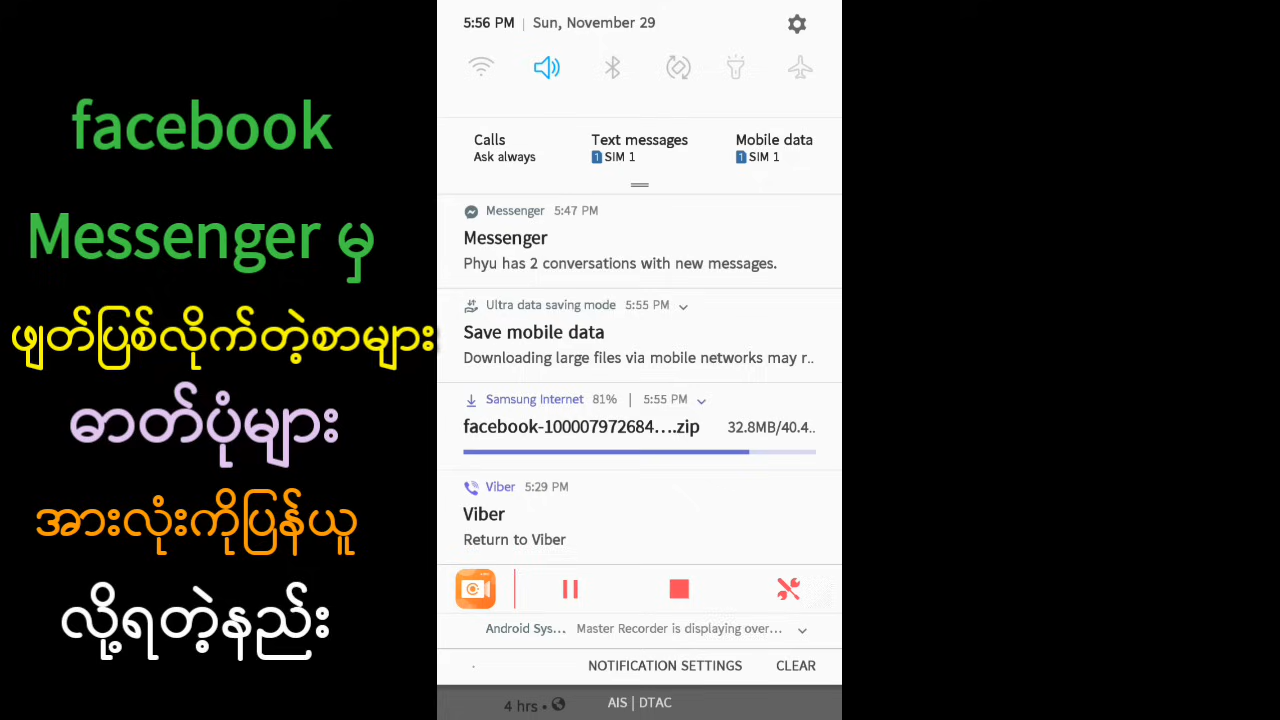 facebook
Messenger မှ
ဖျတ်ပြစ်လိုက်တဲ့စာများ
ဓာတ်ပုံများ
အားလုံးကိုပြန်ယူ
လို့ရတဲ့နည်း
5:56 PM | Sun, November 29
Calls Text messages Mobile data
Ask always 1 SIM 1 1 SIM 1
Messenger 5:47 PM
Messenger
Phyu has 2 conversations with new messages.
Ultra data saving mode 5:55 PM
Save mobile data
Downloading large files via mobile networks may r..
Samsung Internet 81% | 5:55 PM
facebook-100007972684....zip 32.8MB/40.4..
Viber 5:29 PM
Viber
Return to Viber
Android Sys... Master Recorder is displaying over...
NOTIFICATION SETTINGS CLEAR
4 hrs •
AIS | DTAC